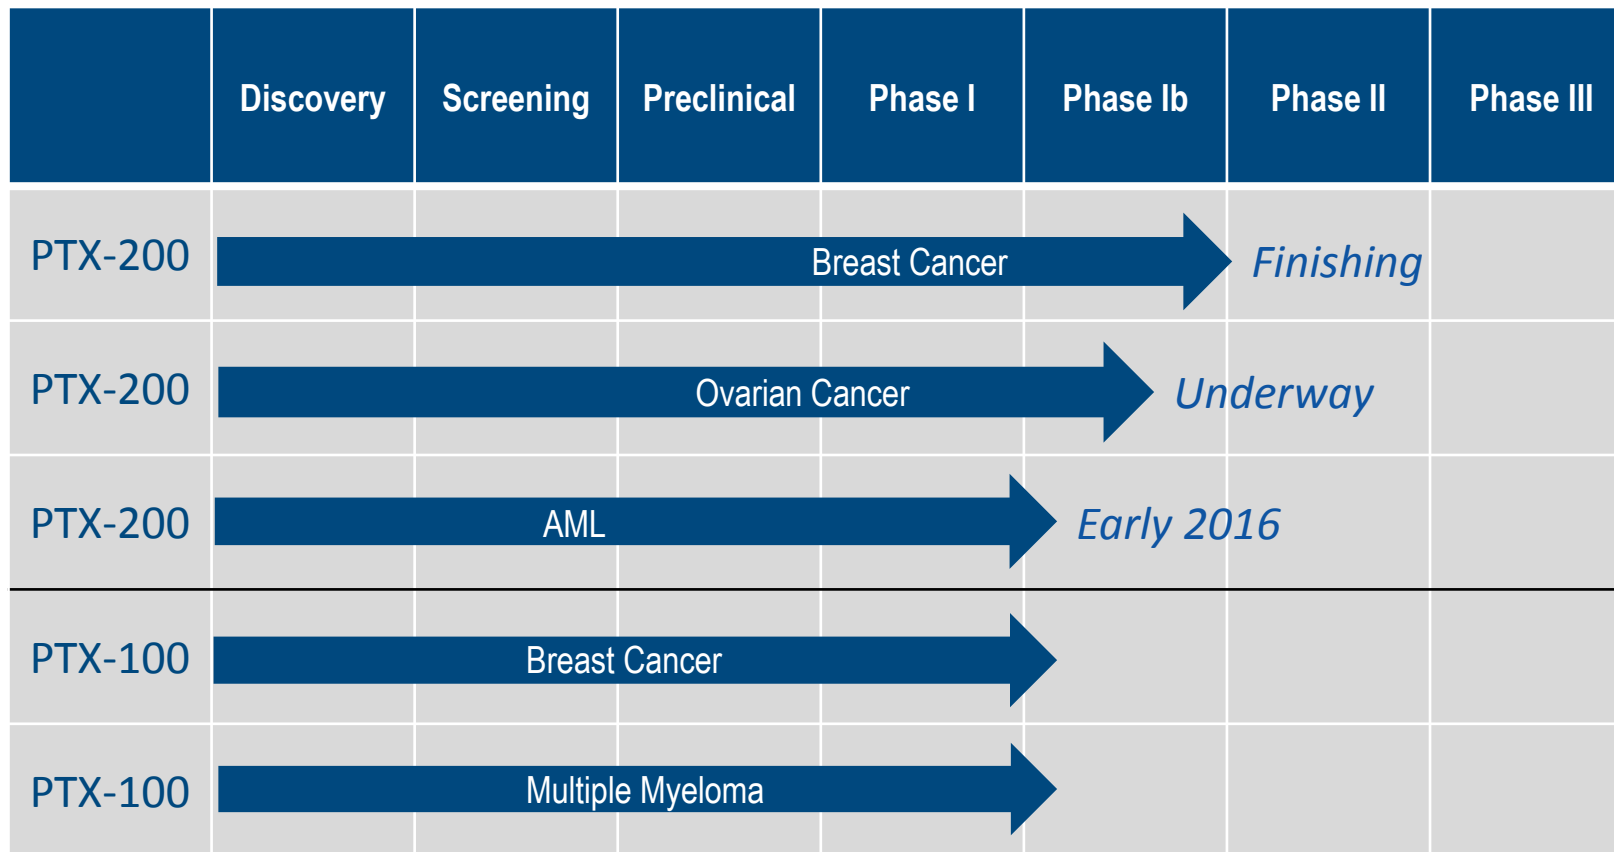 Discovery Screening Preclinical Phase I Phase Ib Phase II Phase III
PTX-200 Breast Cancer Finishing
PTX-200 Ovarian Cancer Underway
PTX-200 AML Early 2016
PTX-100 Breast Cancer
PTX-100 Multiple Myeloma